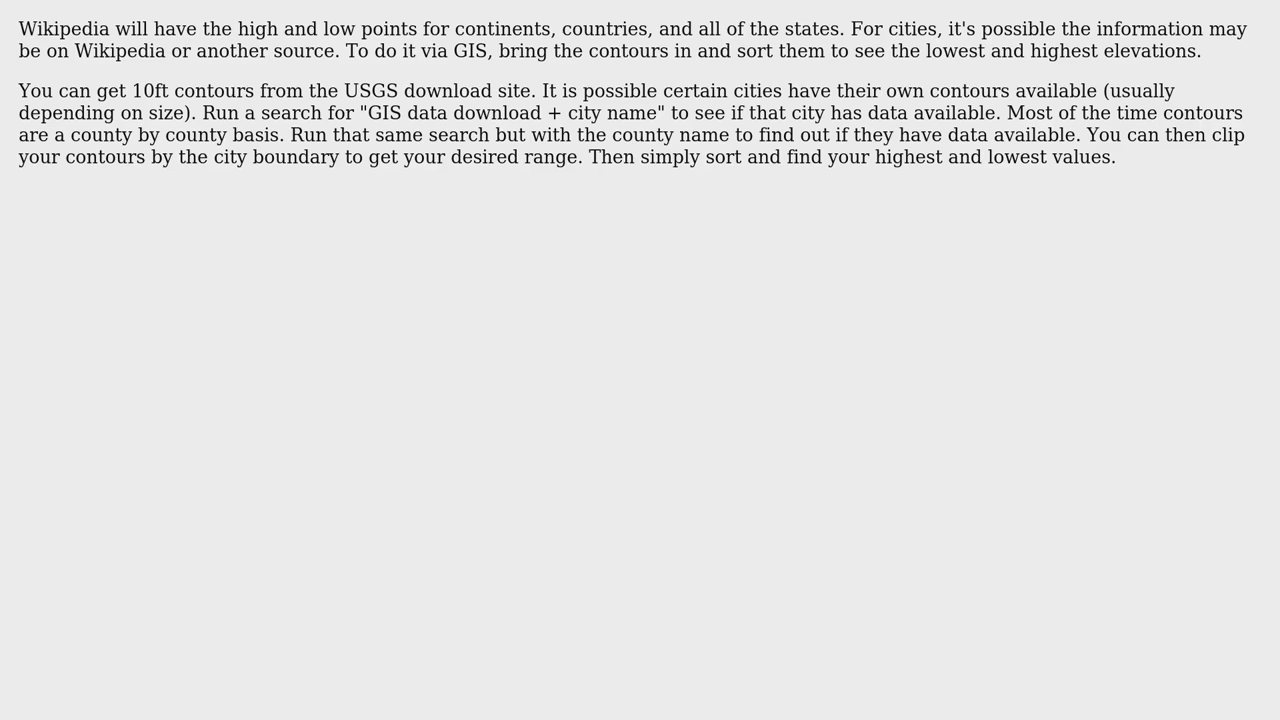 Wikipedia will have the high and low points for continents, countries, and all of the states. For cities, it's possible the information may
be on Wikipedia or another source. To do it via GIS, bring the contours in and sort them to see the lowest and highest elevations.
You can get 10ft contours from the USGS download site. It is possible certain cities have their own contours available (usually
depending on size). Run a search for "GIS data download + city name" to see if that city has data available. Most of the time contours
are a county by county basis. Run that same search but with the county name to find out if they have data available. You can then clip
your contours by the city boundary to get your desired range. Then simply sort and find your highest and lowest values.